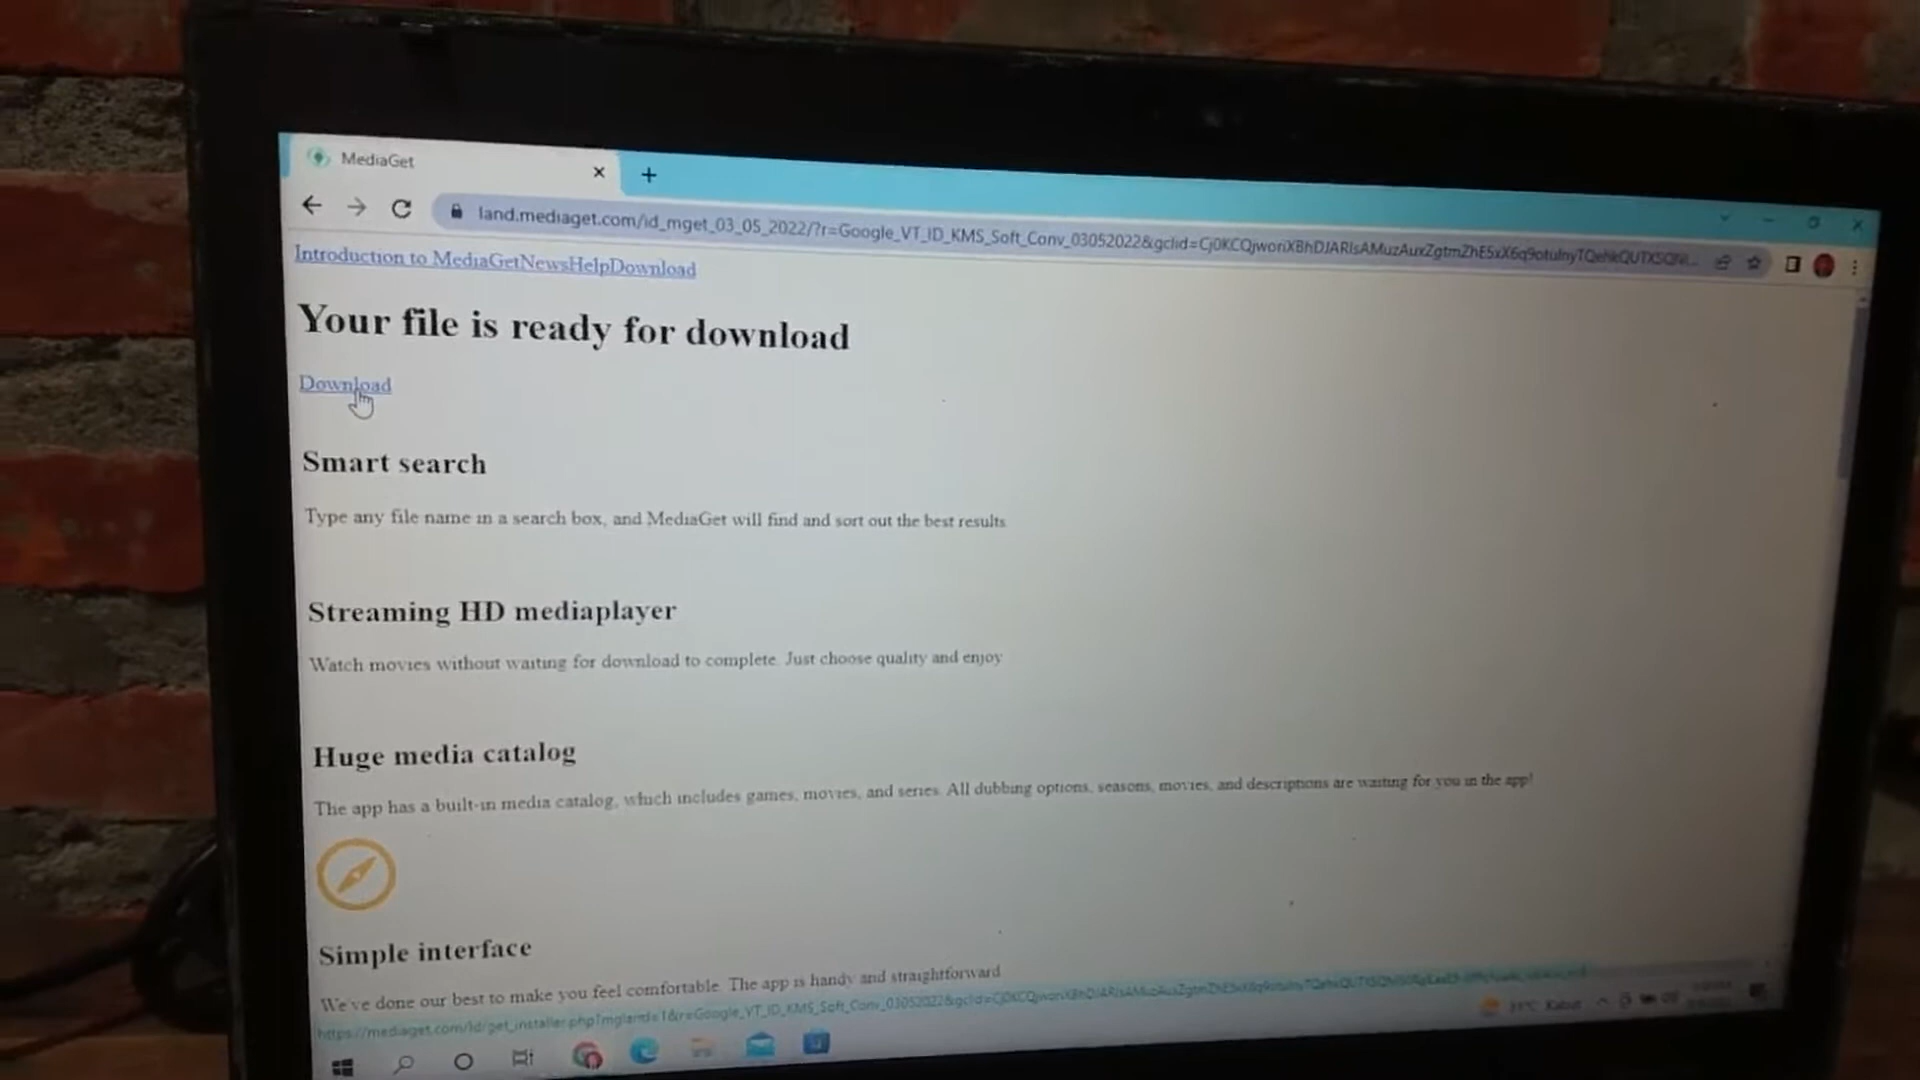 MediaGet
land.mediaget.com/id_mget_03_05_2022/?r=Google_VT_ID_KMS_Soft_Conv_03052022&gclid=
Introduction to MediaGetNewsHelpDownload
Your file is ready for download
Download
Smart search
Type any file name in a search box, and MediaGet will find and sort out the best results
Streaming HD mediaplayer
Watch movies without waiting for download to complete. Just choose quality and enjoy
Huge media catalog
The app has a built-in media catalog, which includes games, movies, and series. All dubbing options, seasons, movies, and descriptions are waiting for you in the app!
Simple interface
We've done our best to make you feel comfortable. The app is handy and straightforward
31°C Kabut